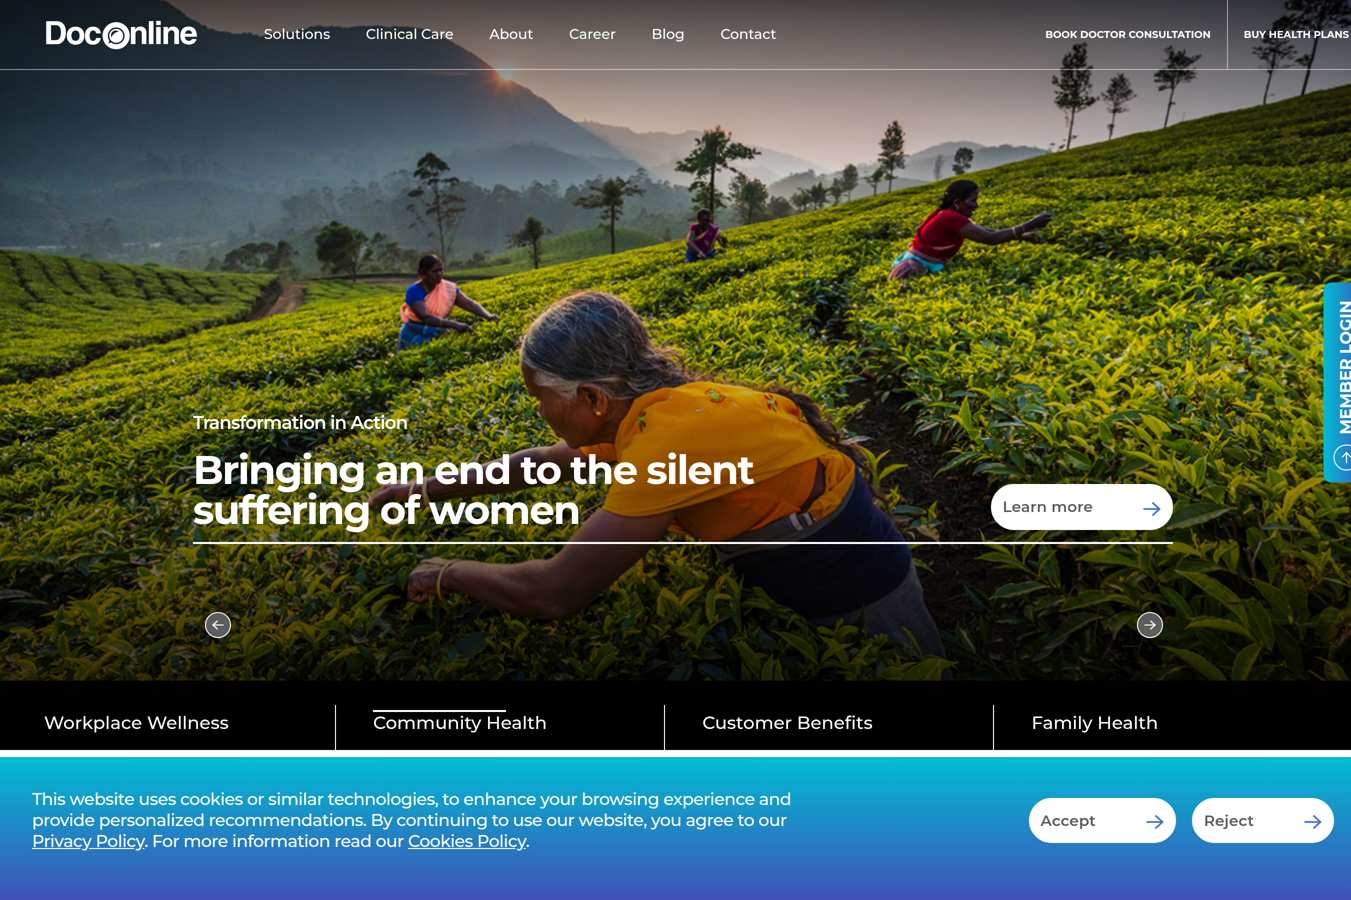 DocOnline
Solutions
Clinical Care
About
Career
Blog
Contact
BOOK DOCTOR CONSULTATION
BUY HEALTH PLANS
MEMBER LOGIN
Transformation in Action
Bringing an end to the silent
suffering of women
Learn more
Workplace Wellness
Community Health
Customer Benefits
Family Health
This website uses cookies or similar technologies, to enhance your browsing experience and
provide personalized recommendations. By continuing to use our website, you agree to our
Privacy Policy. For more information read our Cookies Policy.
Accept
Reject